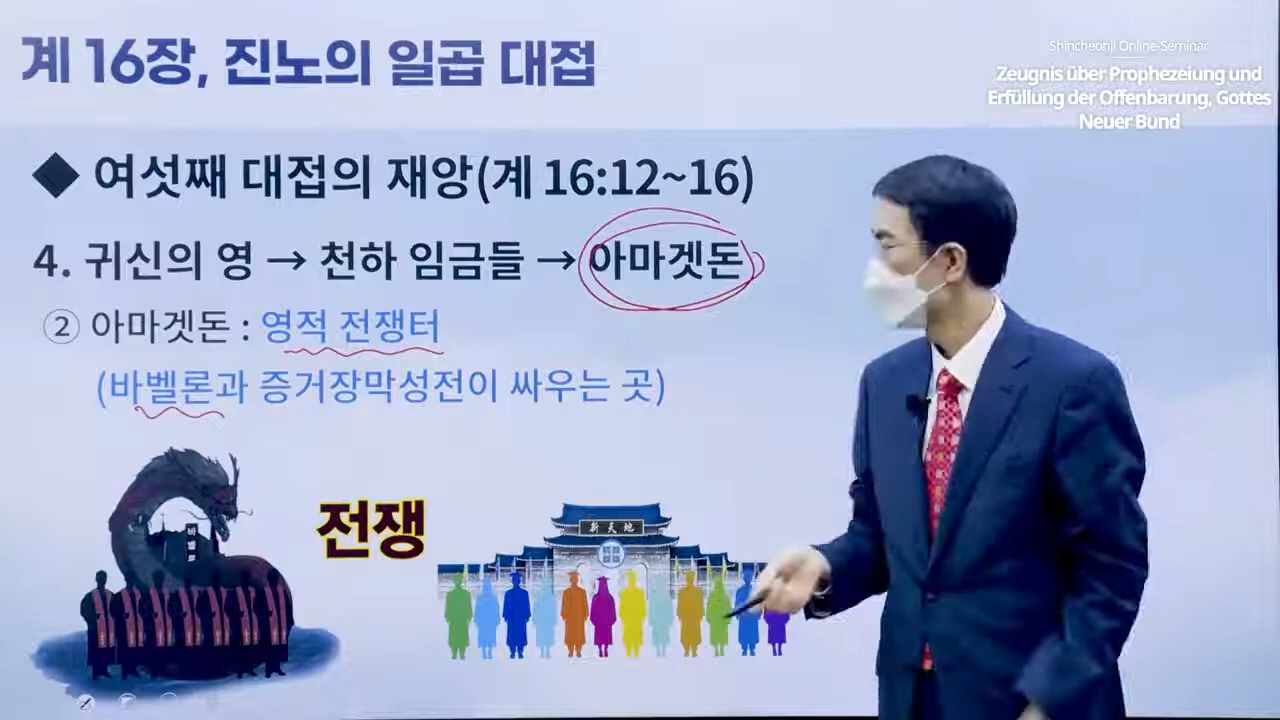 계 16장, 진노의 일곱 대접
Shincheonji Online-Seminar
Zeugnis über Prophezeiung und
Erfüllung der Offenbarung, Gottes
Neuer Bund
◆ 여섯째 대접의 재앙(계 16:12~16)
4. 귀신의 영 → 천하 임금들 → 아마겟돈
② 아마겟돈 : 영적 전쟁터
(바벨론과 증거장막성전이 싸우는 곳)
바벨론
전쟁
新天地